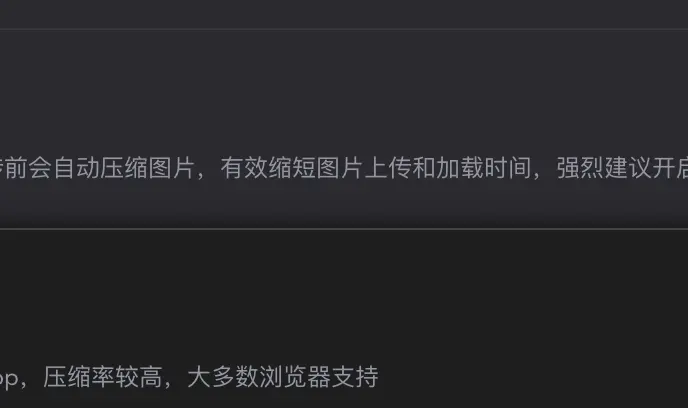 前会自动压缩图片，有效缩短图片上传和加载时间，强烈建议开启
pp，压缩率较高，大多数浏览器支持